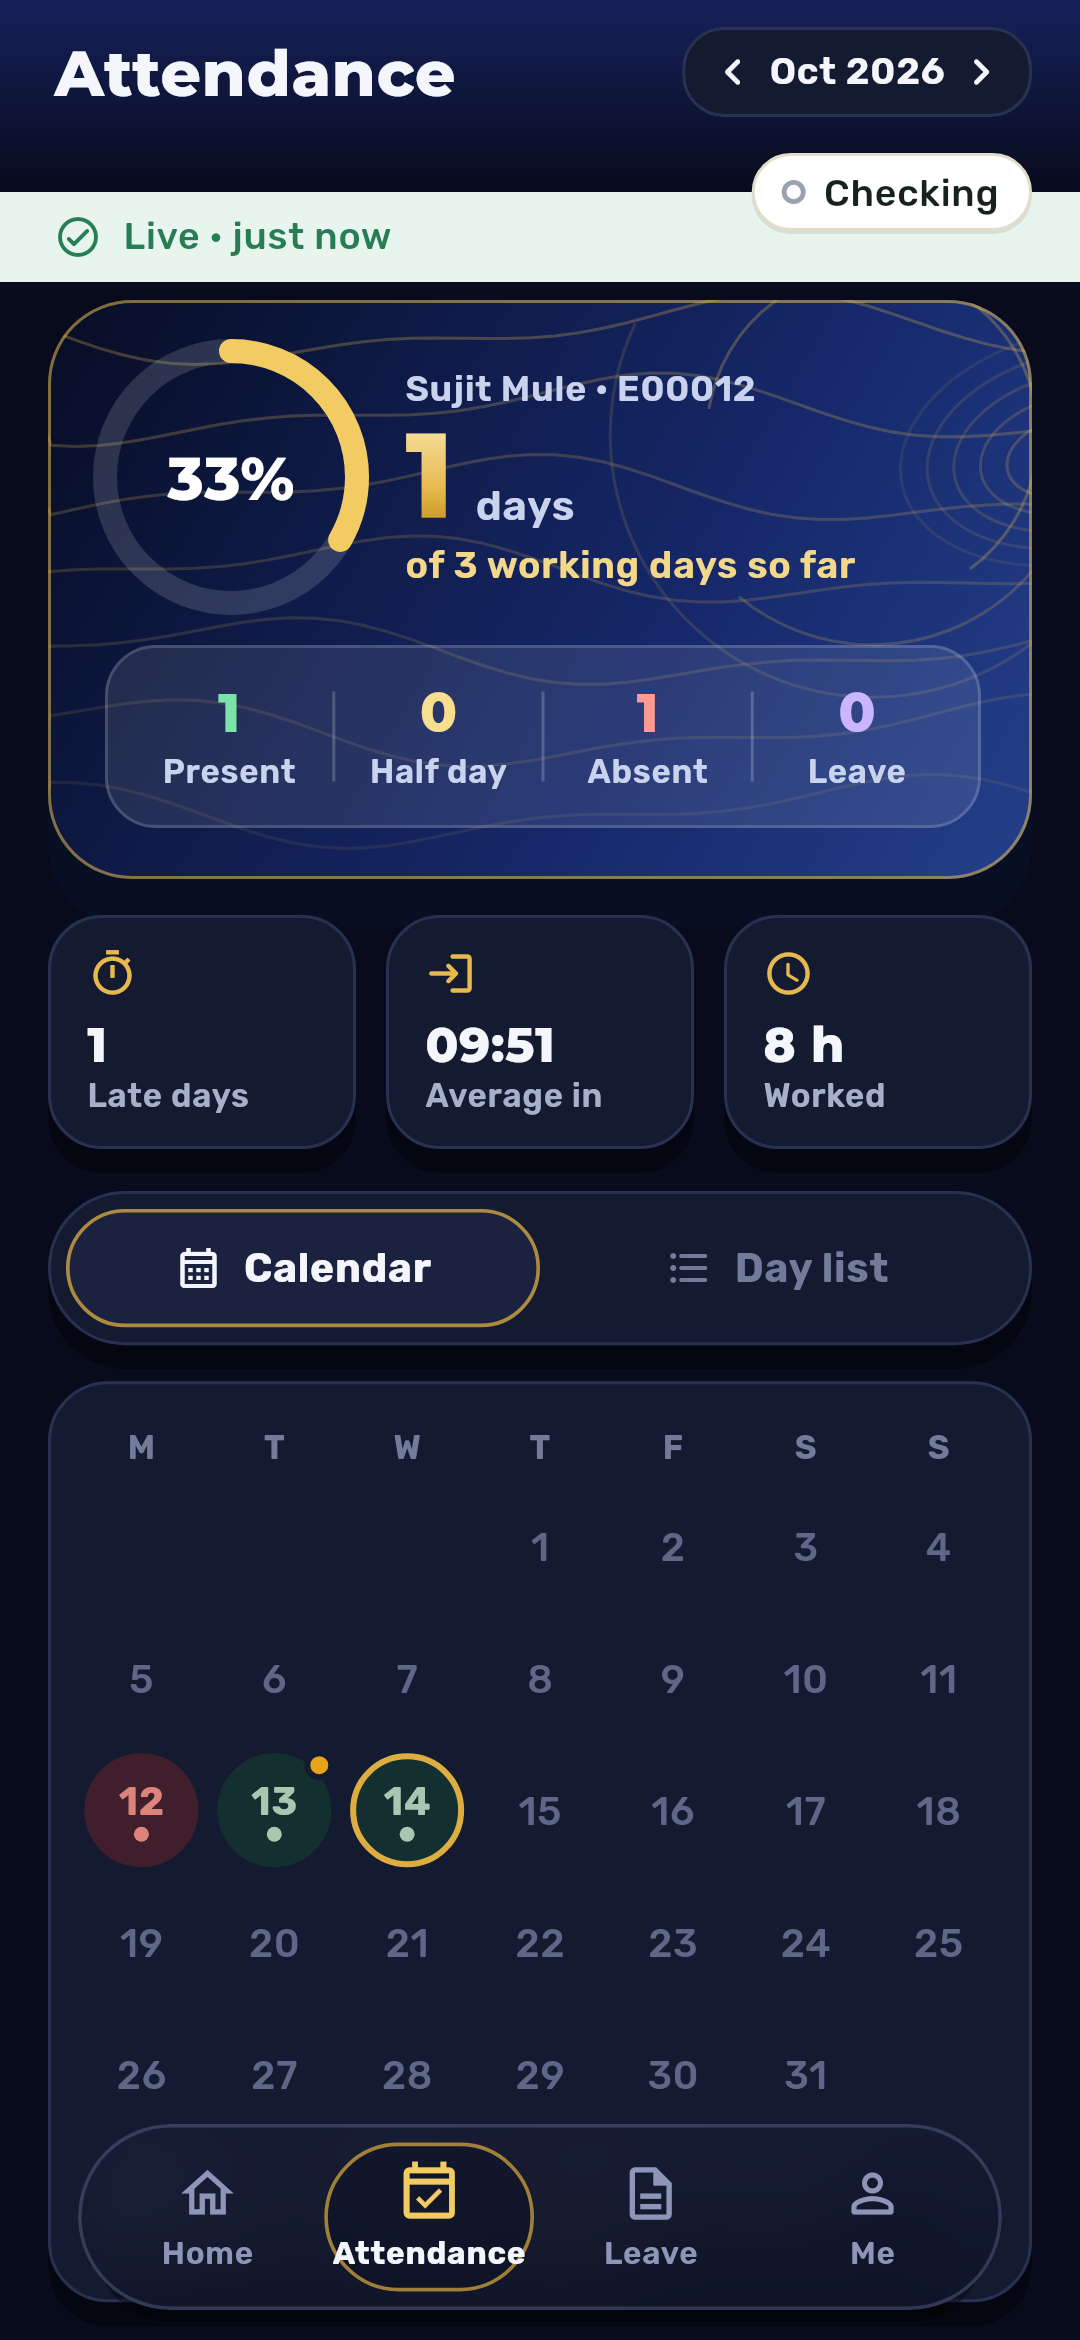 Attendance
Oct 2026
Checking
Live • just now
33%
Sujit Mule • E00012
1 days
of 3 working days so far
1 0 1 0
Present Half day Absent Leave
1 09:51 8 h
Late days Average in Worked
Calendar Day list
M T W T F S S
1 2 3 4
5 6 7 8 9 10 11
12 13 14 15 16 17 18
19 20 21 22 23 24 25
26 27 28 29 30 31
Home Attendance Leave Me